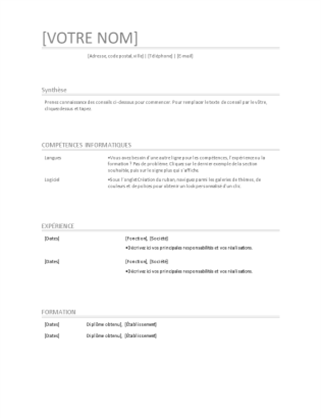 [VOTRE NOM]
[Adresse, code postal, ville] | [Téléphone] | [E-mail]
Synthèse
Prenez connaissance des conseils ci-dessous pour commencer. Pour remplacer le texte de conseil par le vôtre,
cliquez dessus et tapez.
COMPÉTENCES INFORMATIQUES
Langues
•Vous avez besoin d'une autre ligne pour les compétences, l'expérience ou la
formation ? Pas de problème. Cliquez sur le dernier exemple de la section
souhaitée, puis sur le signe plus qui s'affiche.
Logiciel
•Sous l'onglet Création du ruban, naviguez parmi les galeries de thèmes, de
couleurs et de polices pour obtenir un look personnalisé d'un clic.
EXPÉRIENCE
[Dates] [Fonction], [Société]
•Décrivez ici vos principales responsabilités et vos réalisations.
[Dates] [Fonction], [Société]
•Décrivez ici vos principales responsabilités et vos réalisations.
FORMATION
[Dates] Diplôme obtenu], [Établissement]
[Dates] Diplôme obtenu], [Établissement]